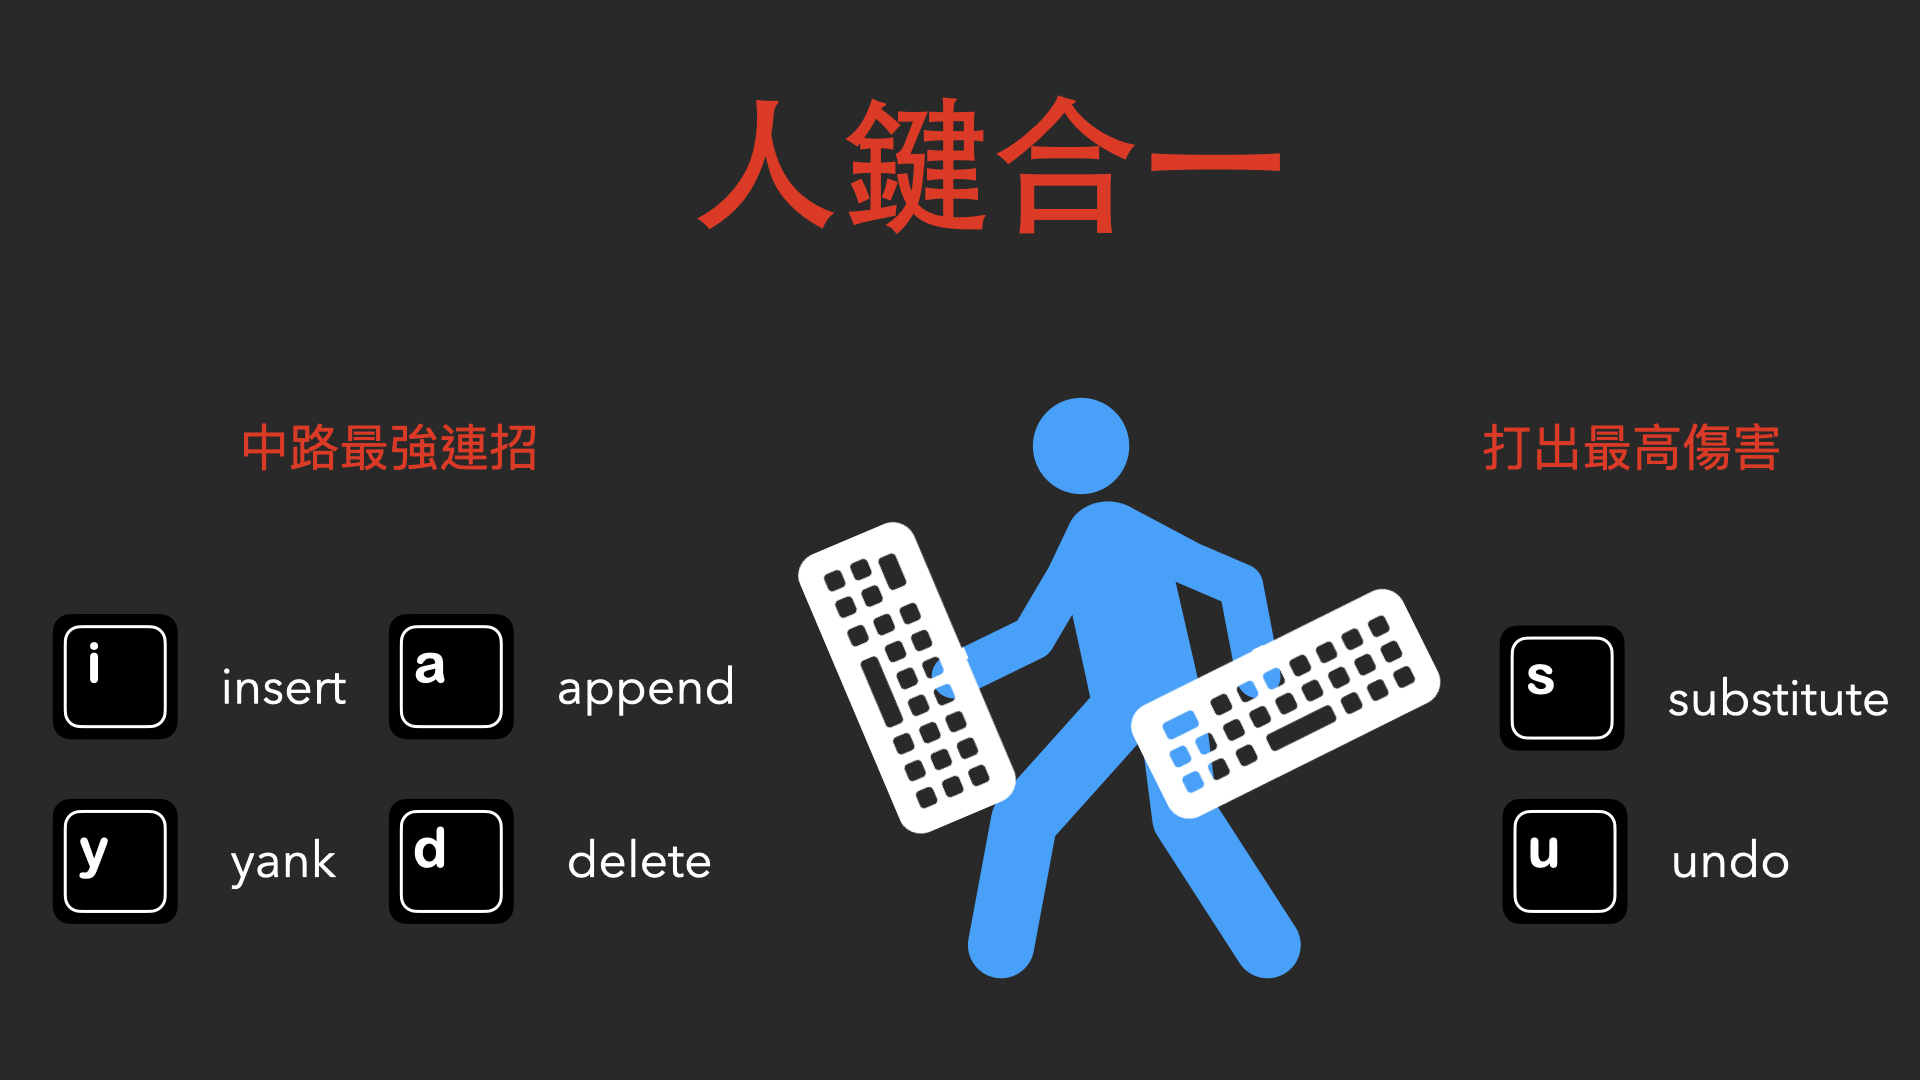 人鍵合一
中路最強連招
i insert a append
y yank d delete
打出最高傷害
s substitute
u undo